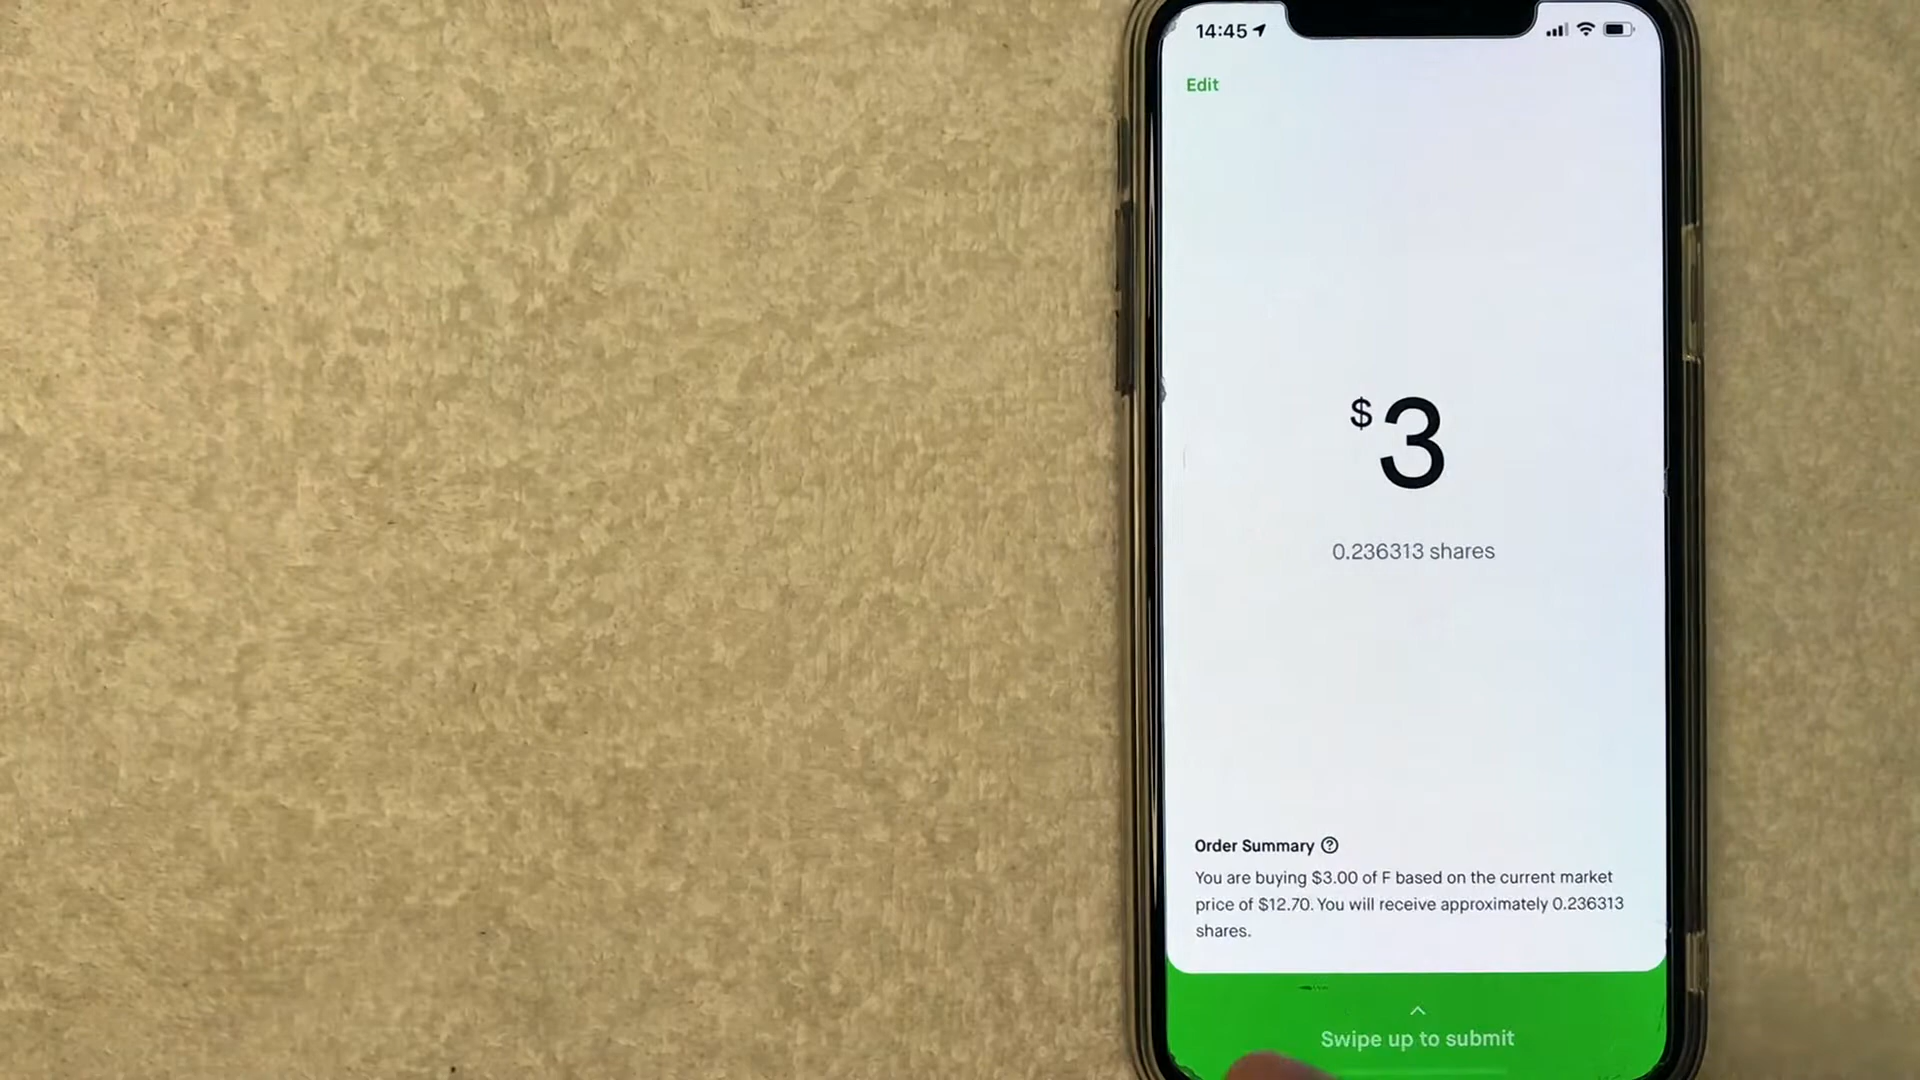 14:45
Edit
$3
0.236313 shares
Order Summary
You are buying $3.00 of F based on the current market
price of $12.70. You will receive approximately 0.236313
shares.
Swipe up to submit